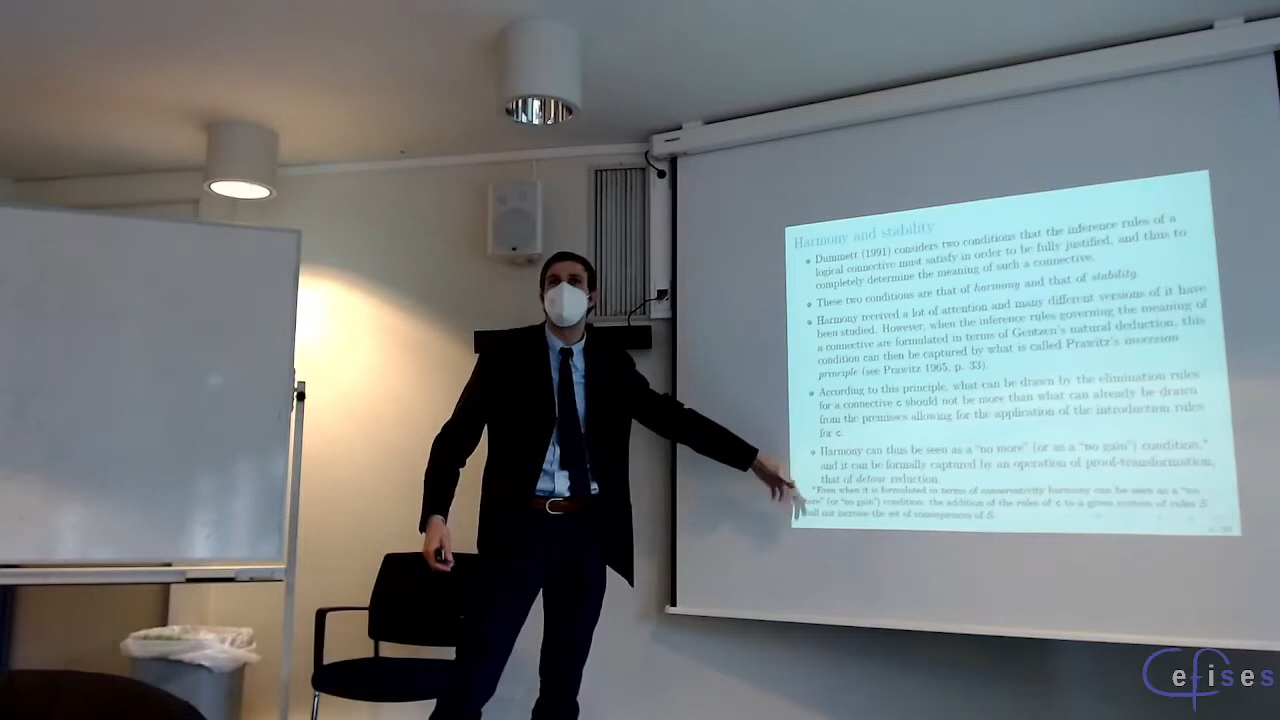 Harmony and stability
Dummett (1991) considers two conditions that the inference rules of a
logical connective must satisfy in order to be fully justified, and thus to
completely determine the meaning of such a connective.
These two conditions are that of harmony and that of stability.
Harmony received a lot of attention and many different versions of it have
been studied. However, when the inference rules governing the meaning of
a connective are formulated in terms of Gentzen's natural deduction, this
condition can then be captured by what is called Prawitz's inversion
principle (see Prawitz 1965, p. 33).
According to this principle, what can be drawn by the elimination rules
for a connective c should not be more than what can already be drawn
from the premises allowing for the application of the introduction rules
for c.
Harmony can thus be seen as a "no more" (or as a "no gain") condition,*
and it can be formally captured by an operation of proof-transformation,
that of detour reduction.
*Even when it is formulated in terms of conservativity harmony can be seen as a "no
more" (or "no gain") condition: the addition of the rules of c to a given system of rules S
shall not increase the set of consequences of S.
efises